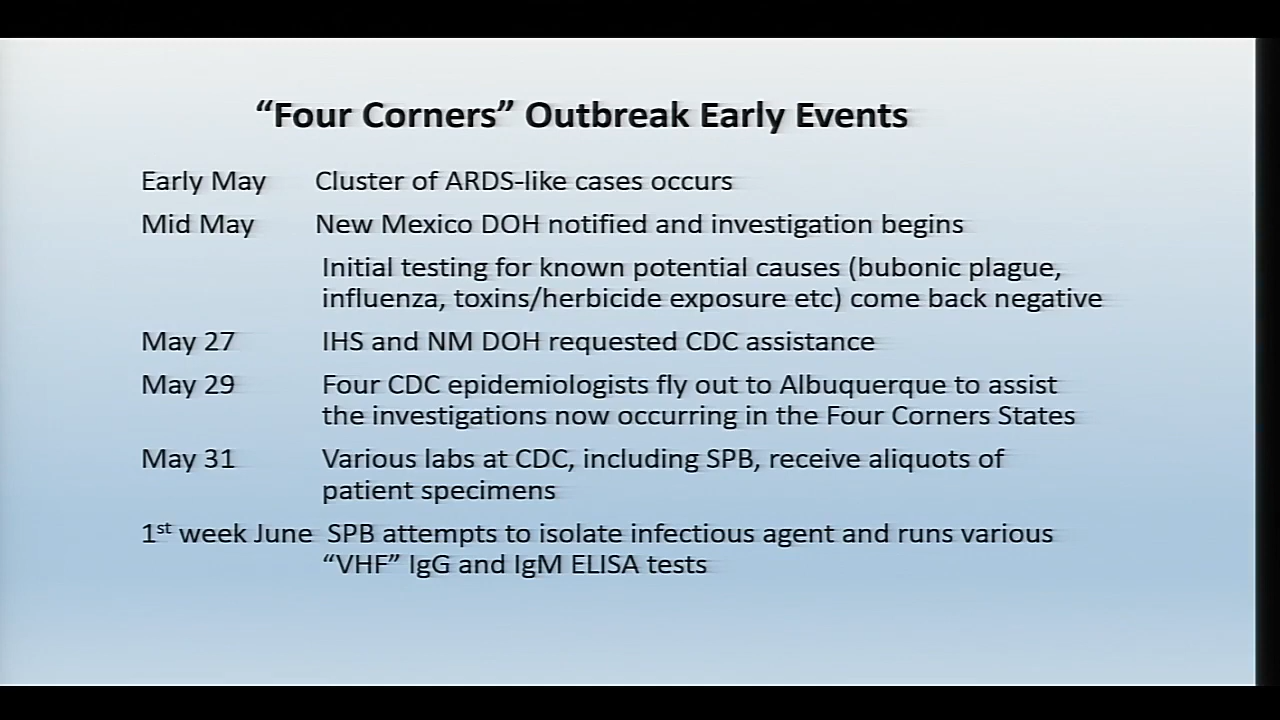 “Four Corners” Outbreak Early Events
Early May Cluster of ARDS-like cases occurs
Mid May New Mexico DOH notified and investigation begins
Initial testing for known potential causes (bubonic plague,
influenza, toxins/herbicide exposure etc) come back negative
May 27 IHS and NM DOH requested CDC assistance
May 29 Four CDC epidemiologists fly out to Albuquerque to assist
the investigations now occurring in the Four Corners States
May 31 Various labs at CDC, including SPB, receive aliquots of
patient specimens
1st week June SPB attempts to isolate infectious agent and runs various
“VHF” IgG and IgM ELISA tests